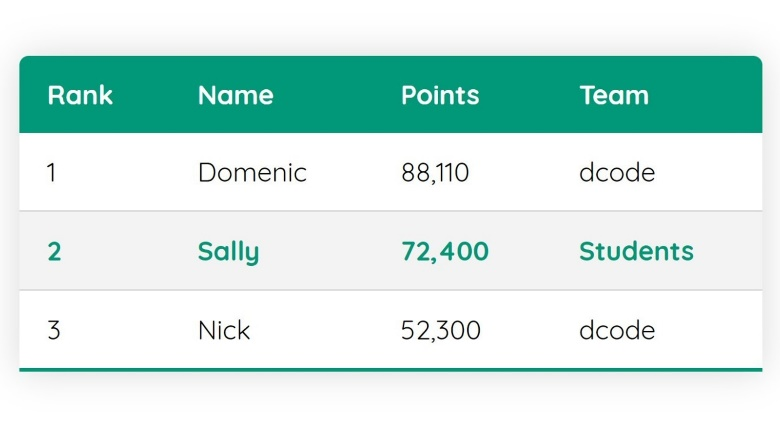 Rank Name Points Team
1 Domenic 88,110 dcode
2 Sally 72,400 Students
3 Nick 52,300 dcode